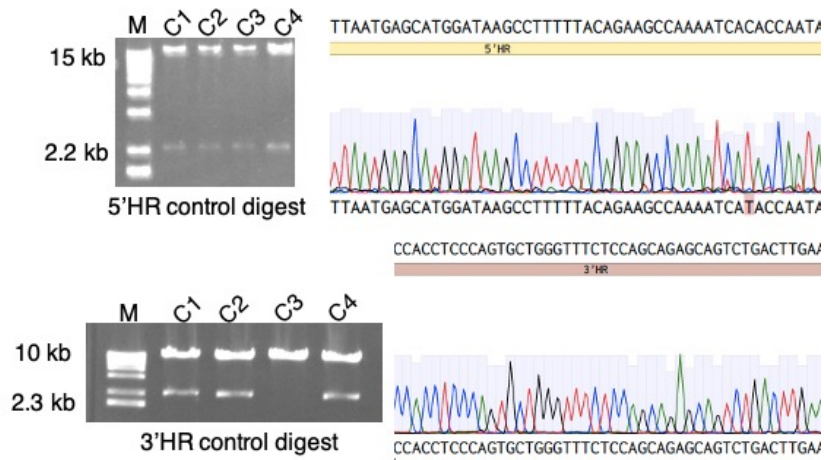 M C1 C2 C3 C4
15 kb
2.2 kb
5'HR control digest
TTAATGAGCATGGATAAGCCTTTTTACAGAAGCCAAAATCACACCAATA
5'HR
TTAATGAGCATGGATAAGCCTTTTTACAGAAGCCAAAATCATACCAATA
CCACCTCCCAGTGCTGGGTTTCTCCAGCAGAGCAGTCTGACTTGAA
3'HR
CCACCTCCCAGTGCTGGGTTTCTCCAGCAGAGCAGTCTGACTTGAA
M C1 C2 C3 C4
10 kb
2.3 kb
3'HR control digest